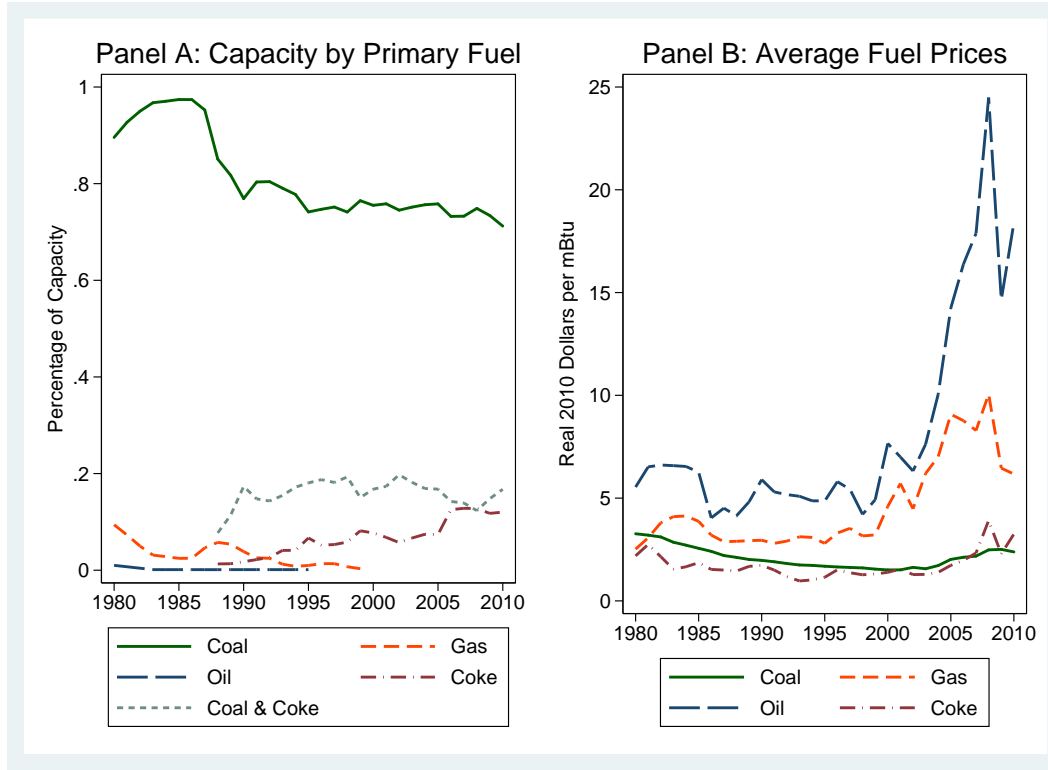 Panel A: Capacity by Primary Fuel
Percentage of Capacity
1
.8
.6
.4
.2
0
1980 1985 1990 1995 2000 2005 2010
Coal Gas
Oil Coke
Coal & Coke
Panel B: Average Fuel Prices
Real 2010 Dollars per mBtu
25
20
15
10
5
0
1980 1985 1990 1995 2000 2005 2010
Coal Gas
Oil Coke